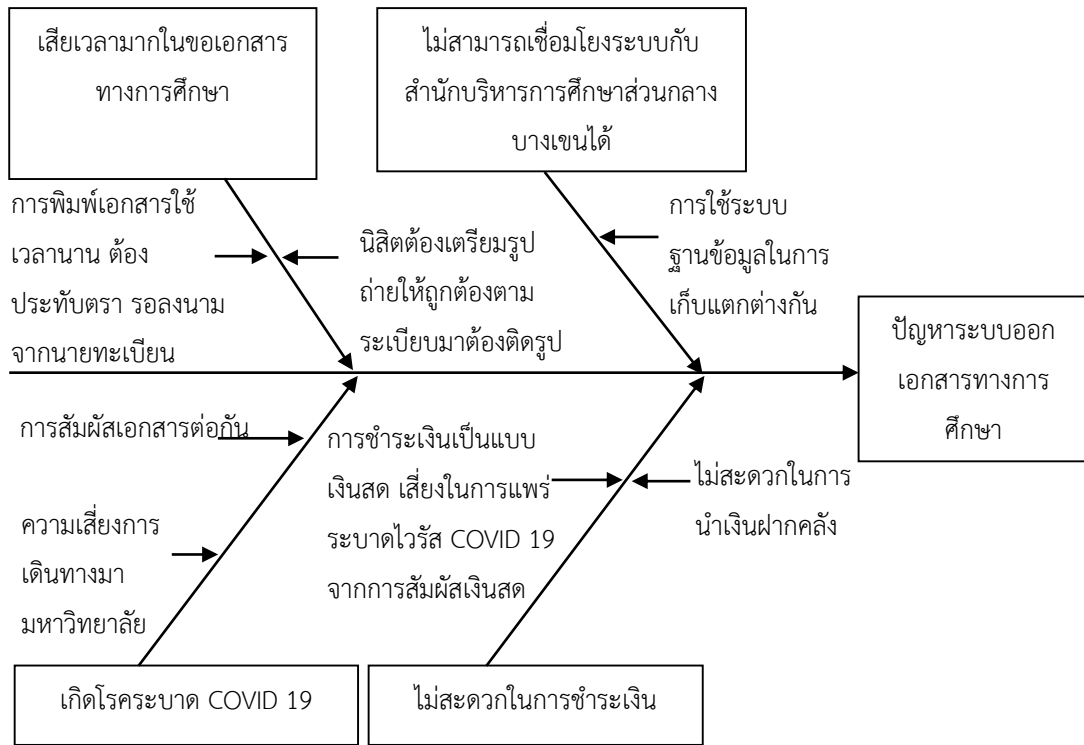 เสียเวลามากในขอเอกสาร
ทางการศึกษา
ไม่สามารถเชื่อมโยงระบบกับ
สำนักบริหารการศึกษาส่วนกลาง
บางเขนได้
การพิมพ์เอกสารใช้
เวลานาน ต้อง
ประทับตรา รอลงนาม
จากนายทะเบียน
นิสิตต้องเตรียมรูป
ถ่ายให้ถูกต้องตาม
ระเบียบมาต้องติดรูป
การใช้ระบบ
ฐานข้อมูลในการ
เก็บแตกต่างกัน
ปัญหาระบบออก
เอกสารทางการ
ศึกษา
การสัมผัสเอกสารต่อกัน
ความเสี่ยงการ
เดินทางมา
มหาวิทยาลัย
การชำระเงินเป็นแบบ
เงินสด เสี่ยงในการแพร่
ระบาดไวรัส COVID 19
จากการสัมผัสเงินสด
ไม่สะดวกในการ
นำเงินฝากคลัง
เกิดโรคระบาด COVID 19
ไม่สะดวกในการชำระเงิน